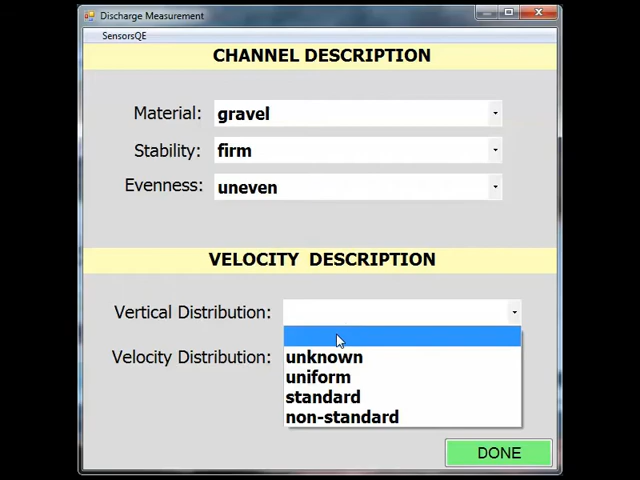 Discharge Measurement
SensorsQE
CHANNEL DESCRIPTION
Material: gravel
Stability: firm
Evenness: uneven
VELOCITY DESCRIPTION
Vertical Distribution:
Velocity Distribution:
unknown
uniform
standard
non-standard
DONE